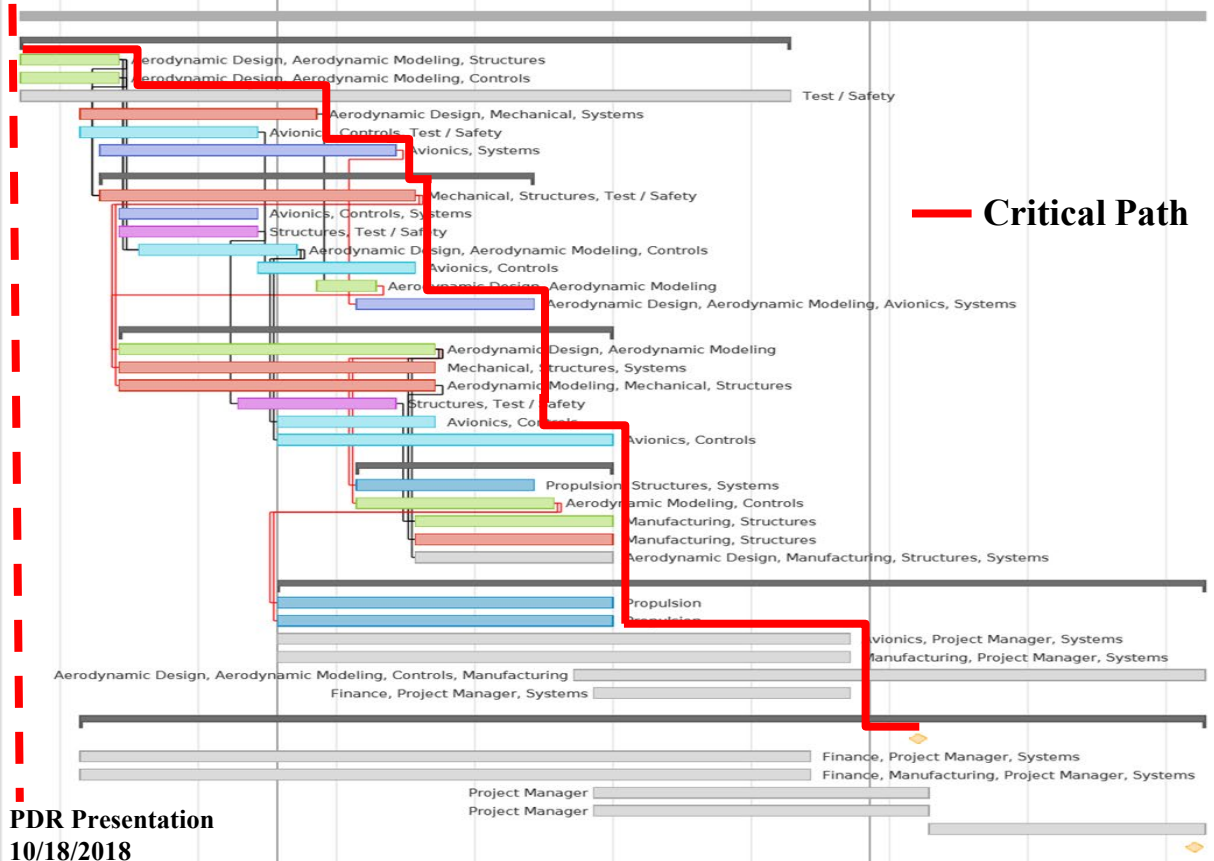 Aerodynamic Design, Aerodynamic Modeling, Structures
Aerodynamic Design, Aerodynamic Modeling, Controls
Test / Safety
Aerodynamic Design, Mechanical, Systems
Avionics, Controls, Test / Safety
Avionics, Systems
Mechanical, Structures, Test / Safety
Critical Path
Avionics, Controls, Systems
Structures, Test / Safety
Aerodynamic Design, Aerodynamic Modeling, Controls
Avionics, Controls
Aerodynamic Design, Aerodynamic Modeling
Aerodynamic Design, Aerodynamic Modeling, Avionics, Systems
Aerodynamic Design, Aerodynamic Modeling
Mechanical, Structures, Systems
Aerodynamic Modeling, Mechanical, Structures
Structures, Test / Safety
Avionics, Controls
Avionics, Controls
Propulsion, Structures, Systems
Aerodynamic Modeling, Controls
Manufacturing, Structures
Manufacturing, Structures
Aerodynamic Design, Manufacturing, Structures, Systems
Propulsion
Propulsion
Avionics, Project Manager, Systems
Manufacturing, Project Manager, Systems
Aerodynamic Design, Aerodynamic Modeling, Controls, Manufacturing
Finance, Project Manager, Systems
Finance, Project Manager, Systems
Finance, Manufacturing, Project Manager, Systems
Project Manager
Project Manager
PDR Presentation
10/18/2018